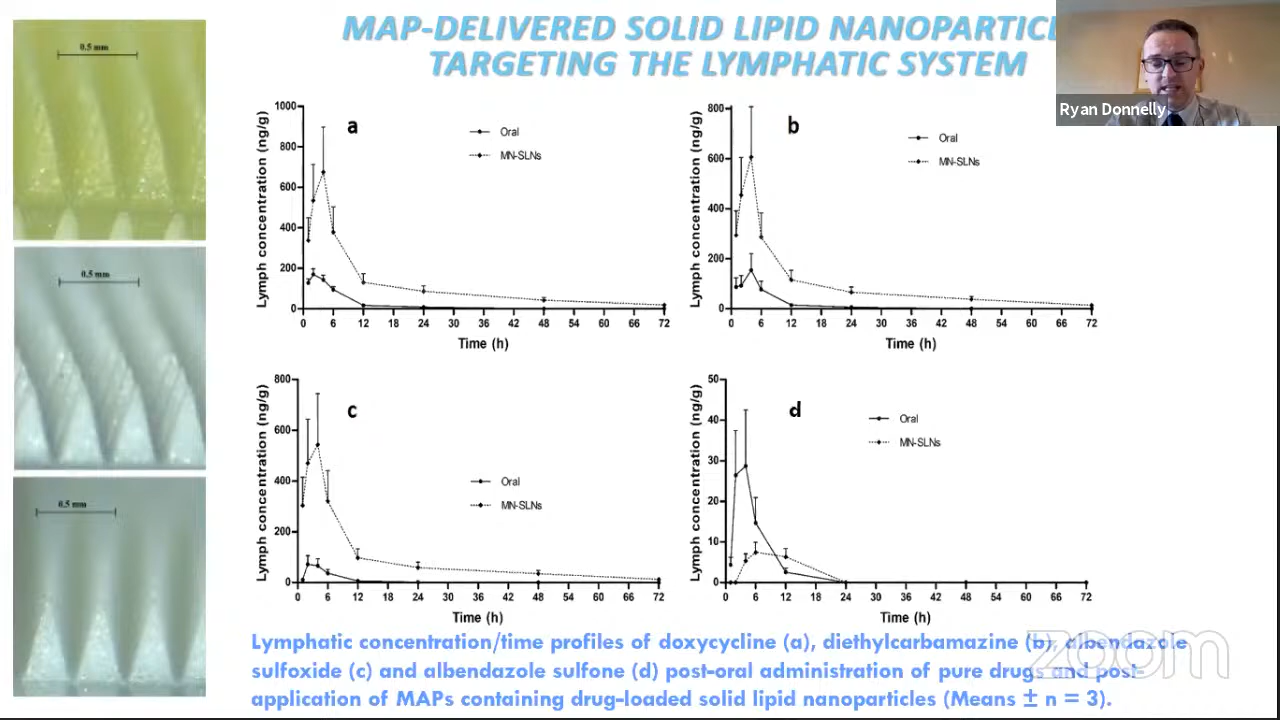 MAP-DELIVERED SOLID LIPID NANOPARTICL
TARGETING THE LYMPHATIC SYSTEM
Ryan Donnelly
0.5 mm
0.5 mm
0.5 mm
a
Oral
MN-SLNs
Lymph concentration (ng/g)
1000
800
600
400
200
0
0 6 12 18 24 30 36 42 48 54 60 66 72
Time (h)
b
Oral
MN-SLNs
Lymph concentration (ng/g)
800
600
400
200
0
0 6 12 18 24 30 36 42 48 54 60 66 72
Time (h)
c
Oral
MN-SLNs
Lymph concentration (ng/g)
800
600
400
200
0
0 6 12 18 24 30 36 42 48 54 60 66 72
Time (h)
d
Oral
MN-SLNs
Lymph concentration (ng/g)
50
40
30
20
10
0
0 6 12 18 24 30 36 42 48 54 60 66 72
Time (h)
Lymphatic concentration/time profiles of doxycycline (a), diethylcarbamazine (b), albendazole
sulfoxide (c) and albendazole sulfone (d) post-oral administration of pure drugs and post-
application of MAPs containing drug-loaded solid lipid nanoparticles (Means ± n = 3).
zoom